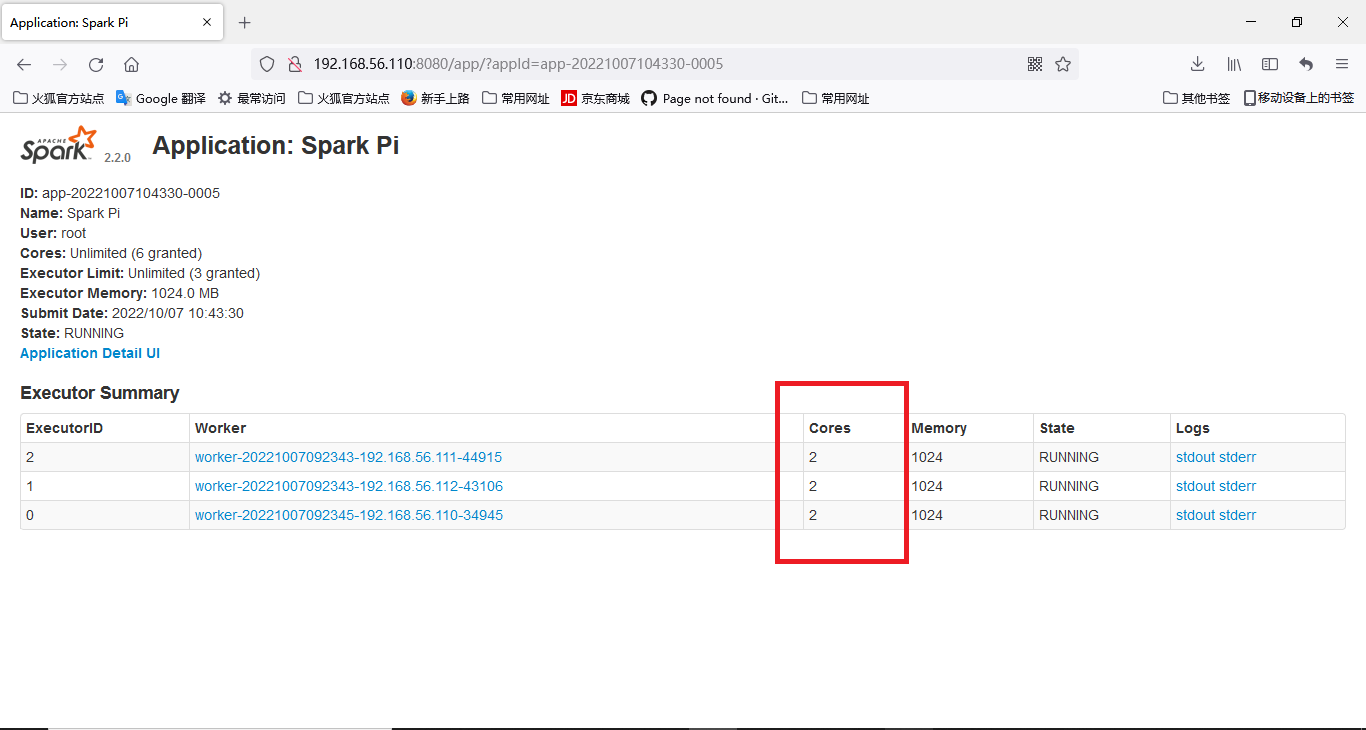 Application: Spark Pi
192.168.56.110:8080/app/?appId=app-20221007104330-0005
火狐官方站点 Google 翻译 最常访问 火狐官方站点 新手上路 常用网址 JD 京东商城 Page not found · Git... 常用网址 其他书签 移动设备上的书签
APACHE Spark 2.2.0 Application: Spark Pi
ID: app-20221007104330-0005
Name: Spark Pi
User: root
Cores: Unlimited (6 granted)
Executor Limit: Unlimited (3 granted)
Executor Memory: 1024.0 MB
Submit Date: 2022/10/07 10:43:30
State: RUNNING
Application Detail UI
Executor Summary
ExecutorID Worker Cores Memory State Logs
2 worker-20221007092343-192.168.56.111-44915 2 1024 RUNNING stdout stderr
1 worker-20221007092343-192.168.56.112-43106 2 1024 RUNNING stdout stderr
0 worker-20221007092345-192.168.56.110-34945 2 1024 RUNNING stdout stderr